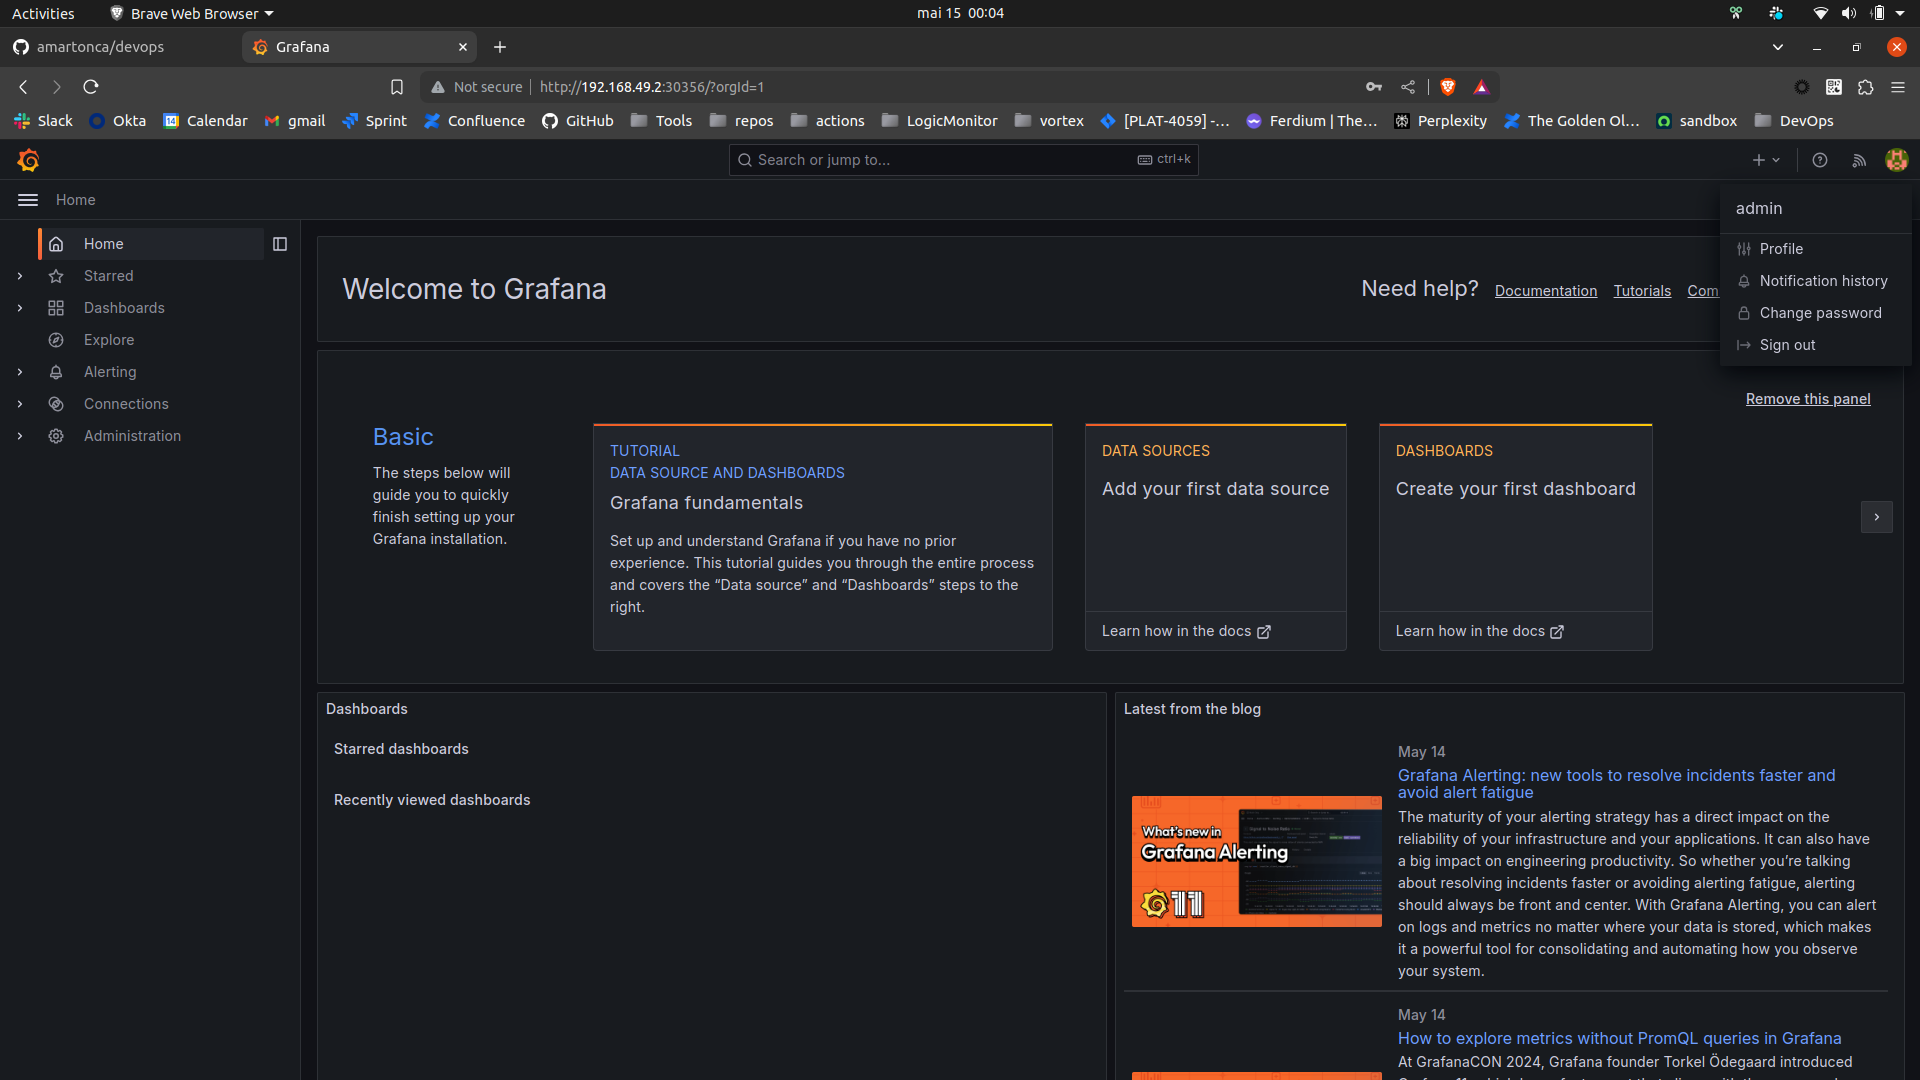 Activities
Brave Web Browser
mai 15 00:04
amartonca/devops
Grafana
Not secure
http://192.168.49.2:30356/?orgId=1
Slack
Okta
Calendar
gmail
Sprint
Confluence
GitHub
Tools
repos
actions
LogicMonitor
vortex
[PLAT-4059] -...
Ferdium | The...
Perplexity
The Golden Ol...
sandbox
DevOps
Search or jump to...
ctrl+k
Home
admin
Profile
Notification history
Change password
Sign out
Home
Starred
Dashboards
Explore
Alerting
Connections
Administration
Welcome to Grafana
Need help?
Documentation
Tutorials
Com
Remove this panel
Basic
The steps below will
guide you to quickly
finish setting up your
Grafana installation.
TUTORIAL
DATA SOURCE AND DASHBOARDS
Grafana fundamentals
Set up and understand Grafana if you have no prior
experience. This tutorial guides you through the entire process
and covers the “Data source” and “Dashboards” steps to the
right.
DATA SOURCES
Add your first data source
Learn how in the docs
DASHBOARDS
Create your first dashboard
Learn how in the docs
Dashboards
Starred dashboards
Recently viewed dashboards
Latest from the blog
What's new in
Grafana Alerting
11
May 14
Grafana Alerting: new tools to resolve incidents faster and
avoid alert fatigue
The maturity of your alerting strategy has a direct impact on the
reliability of your infrastructure and your applications. It can also have
a big impact on engineering productivity. So whether you’re talking
about resolving incidents faster or avoiding alerting fatigue, alerting
should always be front and center. With Grafana Alerting, you can alert
on logs and metrics no matter where your data is stored, which makes
it a powerful tool for consolidating and automating how you observe
your system.
May 14
How to explore metrics without PromQL queries in Grafana
At GrafanaCON 2024, Grafana founder Torkel Ödegaard introduced